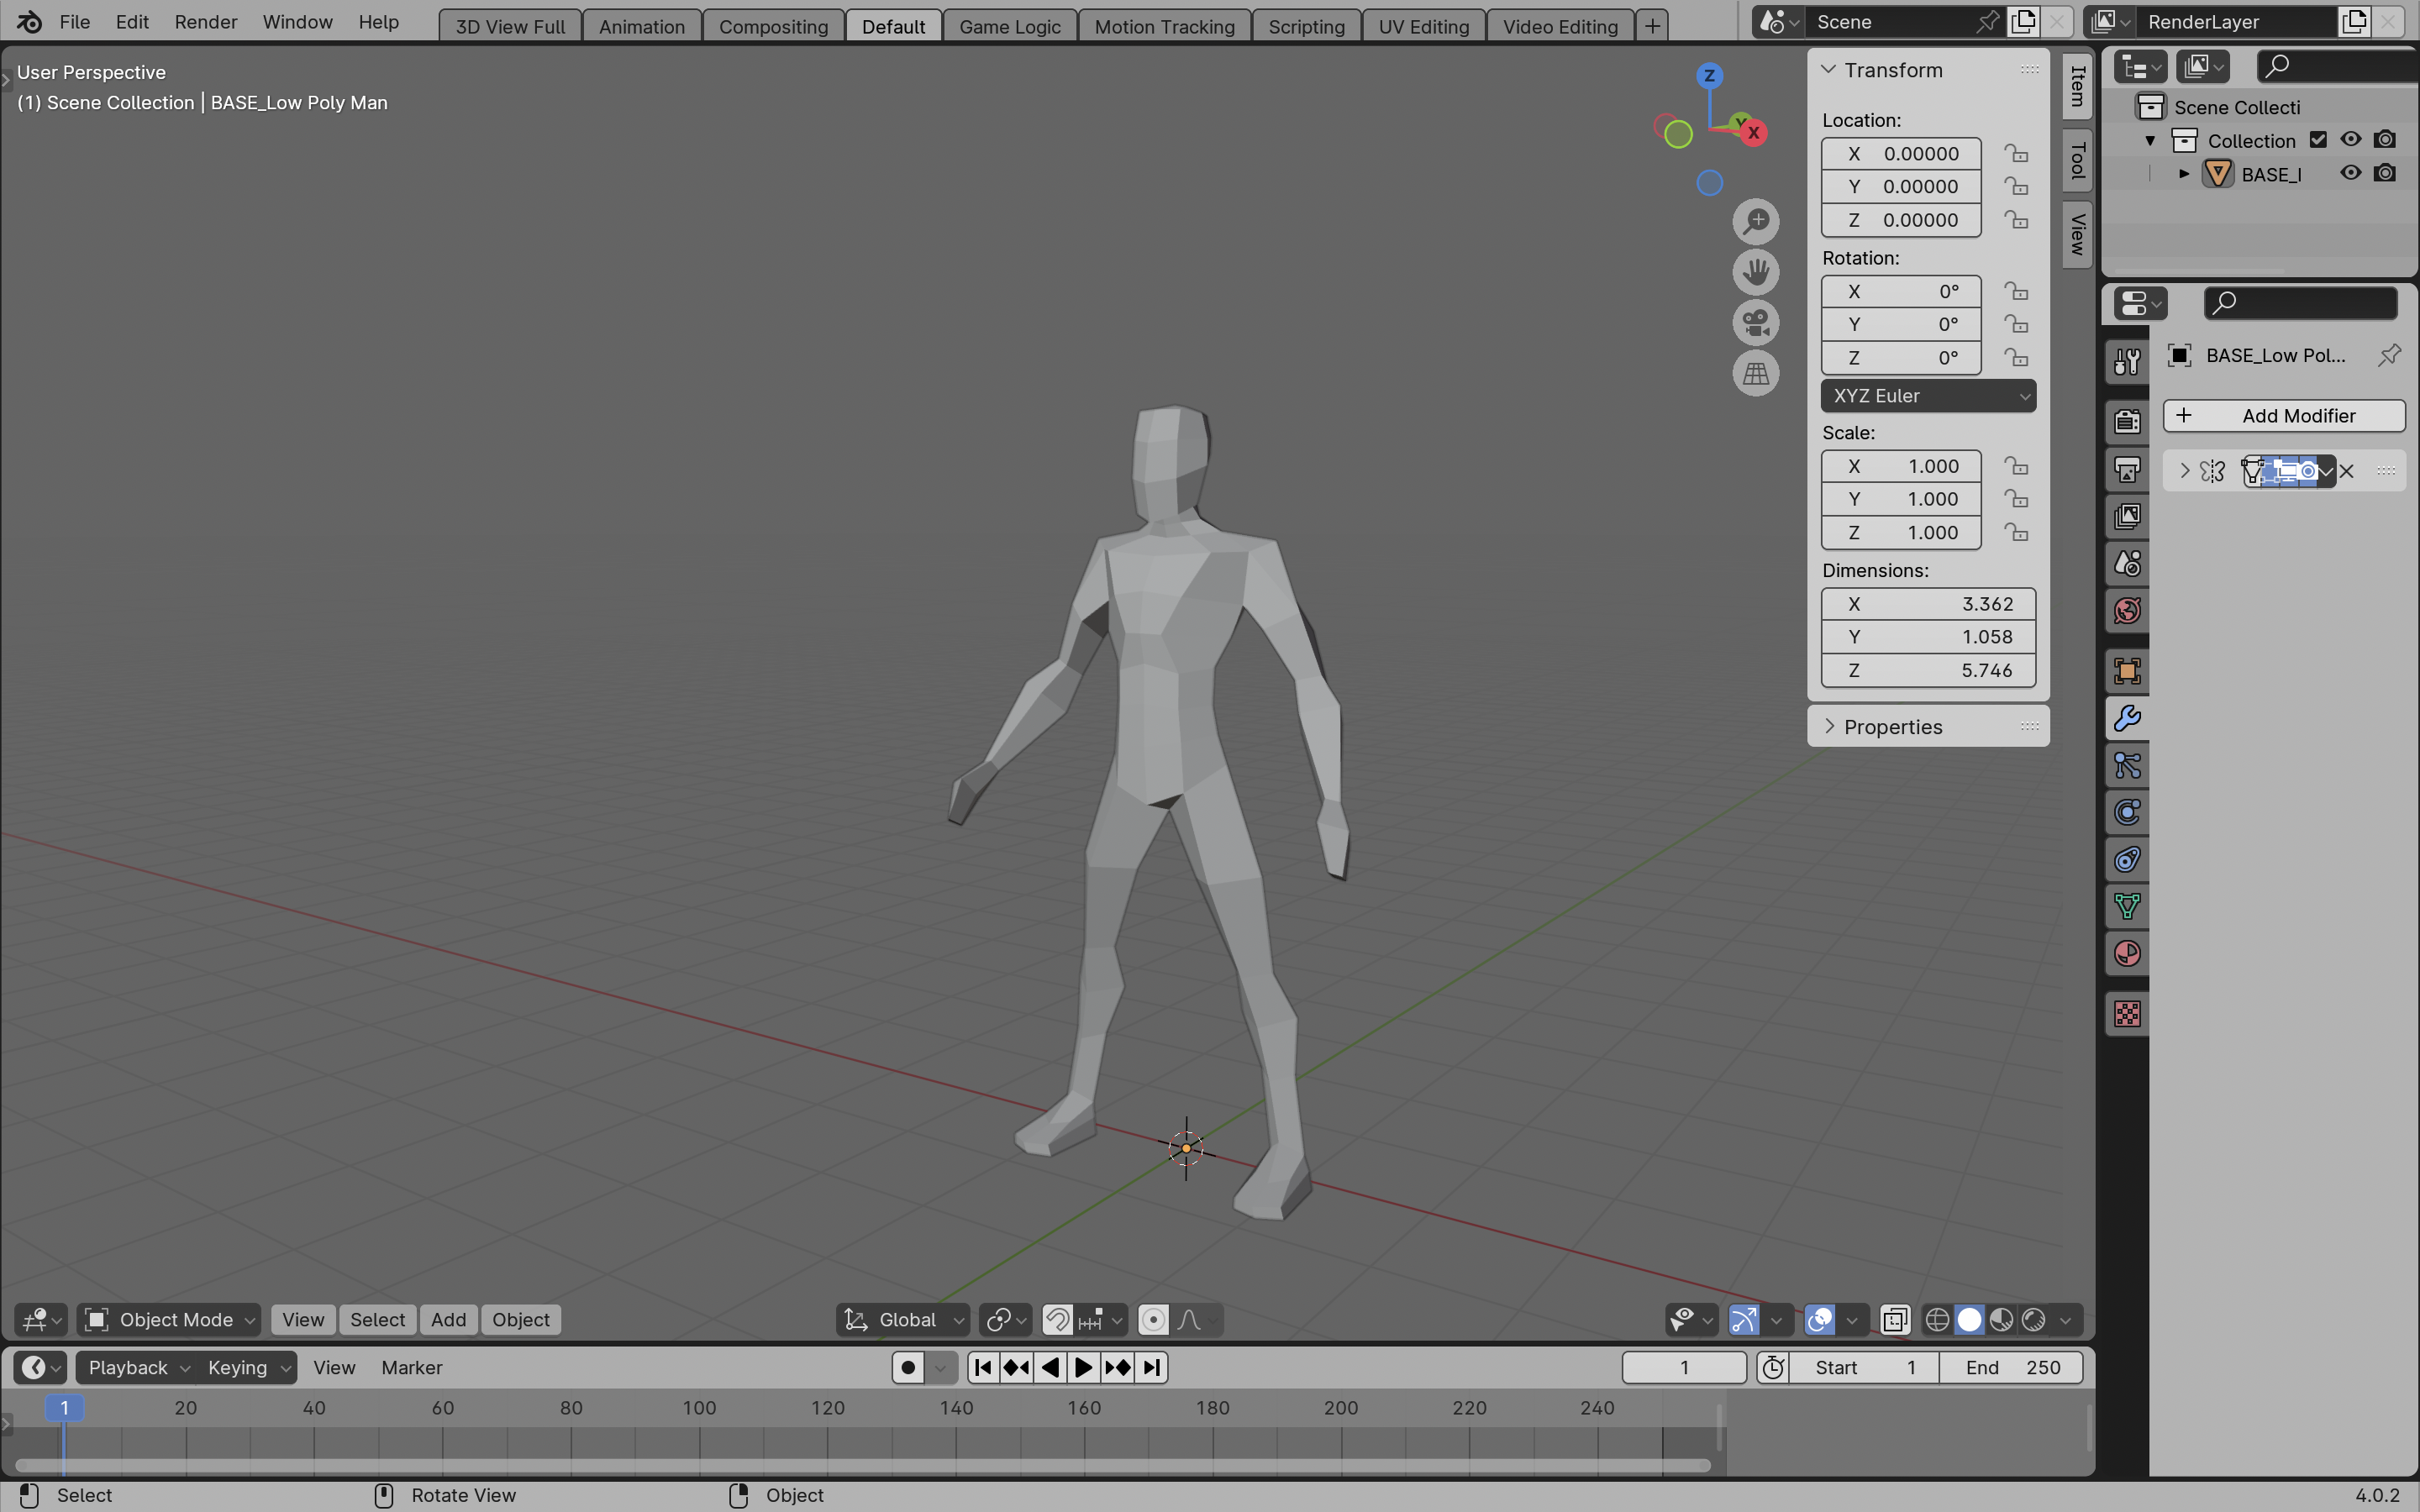 File Edit Render Window Help 3D View Full Animation Compositing Default Game Logic Motion Tracking Scripting UV Editing Video Editing + Scene RenderLayer
User Perspective
(1) Scene Collection | BASE_Low Poly Man
Z
Y
X
Transform
Location:
X 0.00000
Y 0.00000
Z 0.00000
Rotation:
X 0°
Y 0°
Z 0°
XYZ Euler
Scale:
X 1.000
Y 1.000
Z 1.000
Dimensions:
X 3.362
Y 1.058
Z 5.746
Properties
Item
Tool
View
Scene Collecti
Collection
BASE_l
BASE_Low Pol...
Add Modifier
Object Mode View Select Add Object Global
Playback Keying View Marker 1 Start 1 End 250
1 20 40 60 80 100 120 140 160 180 200 220 240
Select Rotate View Object 4.0.2